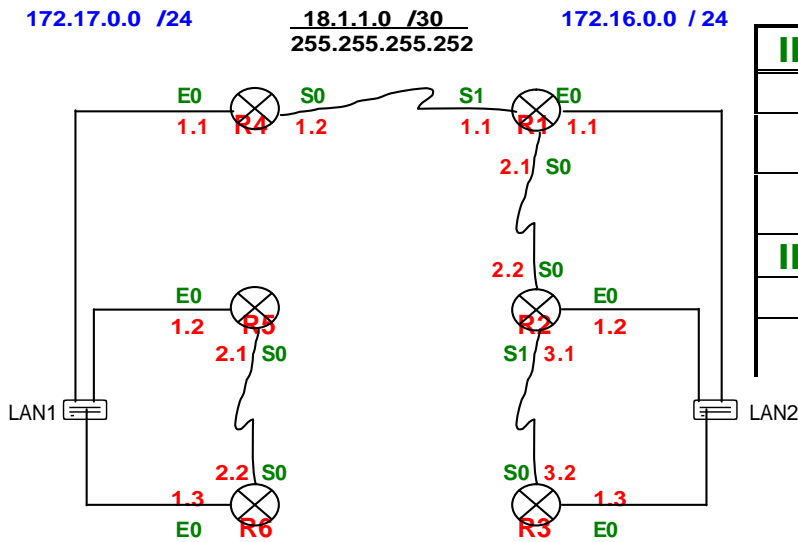 172.17.0.0 /24 18.1.1.0 /30 172.16.0.0 / 24
255.255.255.252
E0 S0 S1 E0
1.1 R4 1.2 1.1 R1 1.1
2.1 S0
2.2 S0
E0 E0
1.2 R5 R2 1.2
2.1 S0 S1 3.1
LAN1 LAN2
2.2 S0 S0 3.2
1.3 1.3
E0 R6 R3 E0